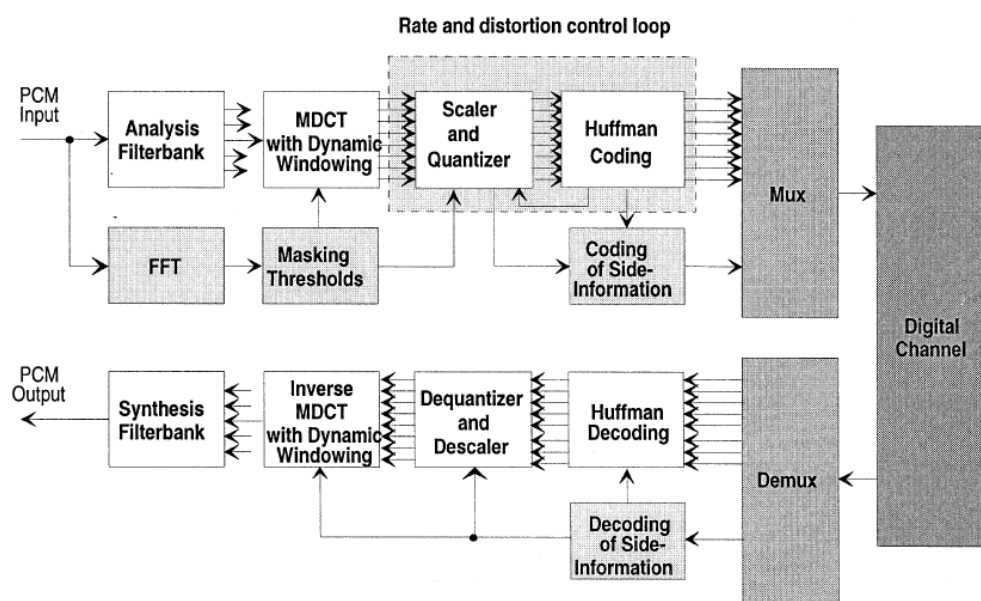 Rate and distortion control loop
PCM
Input
Analysis
Filterbank
MDCT
with Dynamic
Windowing
Scaler
and
Quantizer
Huffman
Coding
Mux
FFT
Masking
Thresholds
Coding
of Side-
Information
Digital
Channel
PCM
Output
Synthesis
Filterbank
Inverse
MDCT
with Dynamic
Windowing
Dequantizer
and
Descaler
Huffman
Decoding
Demux
Decoding
of Side-
Information